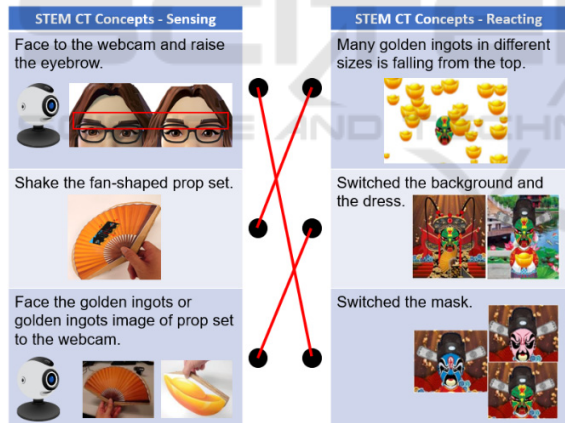 STEM CT Concepts - Sensing
Face to the webcam and raise
the eyebrow.
Shake the fan-shaped prop set.
Face the golden ingots or
golden ingots image of prop set
to the webcam.
STEM CT Concepts - Reacting
Many golden ingots in different
sizes is falling from the top.
Switched the background and
the dress.
Switched the mask.